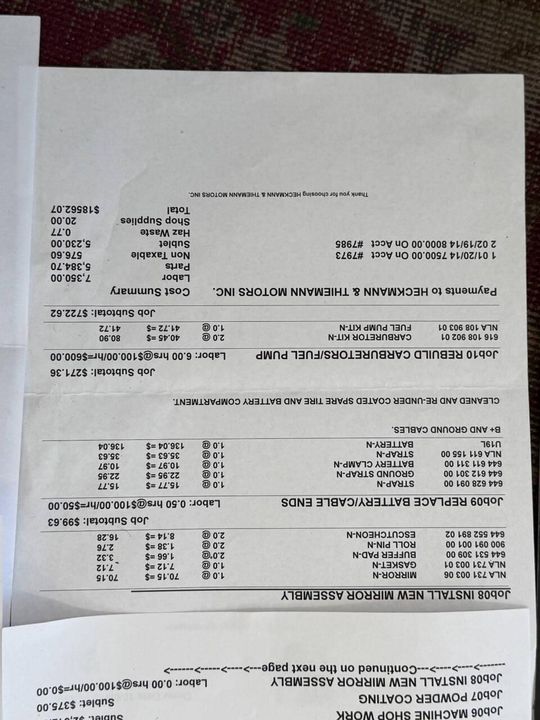 Job06 MACHINE SHOP WORK Sublet:
Job07 POWDER COATING Sublet: $375.00
Job08 INSTALL NEW MIRROR ASSEMBLY Labor: 0.00 hrs@$100.00/hr=$0.00
---->---->---->---->Continued on the next page---->---->---->---->
Job08 INSTALL NEW MIRROR ASSEMBLY
NLA 731 003 06 MIRROR-N 1.0 @ 70.15 =$ 70.15
NLA 731 003 01 GASKET-N 1.0 @ 7.12 =$ 7.12
644 531 309 00 BUFFER PAD-N 2.0 @ 1.66 =$ 3.32
900 091 001 00 ROLL PIN-N 2.0 @ 1.38 =$ 2.76
644 552 891 02 ESCUTCHEON-N 2.0 @ 8.14 =$ 16.28
Job Subtotal: $99.63
Job09 REPLACE BATTERY/CABLE ENDS Labor: 0.50 hrs@$100.00/hr=$50.00
644 628 091 00 STRAP-N 1.0 @ 15.77 =$ 15.77
644 612 301 00 GROUND STRAP-N 1.0 @ 22.95 =$ 22.95
644 611 311 00 BATTERY CLAMP-N 1.0 @ 10.97 =$ 10.97
NLA 611 155 00 STRAP-N 1.0 @ 35.63 =$ 35.63
U19L BATTERY-N 1.0 @ 136.04 =$ 136.04
B+ AND GROUND CABLES.
CLEANED AND RE-UNDER COATED SPARE TIRE AND BATTERY COMPARTMENT.
Job Subtotal: $271.36
Job10 REBUILD CARBURETORS/FUEL PUMP Labor: 6.00 hrs@$100.00/hr=$600.00
616 108 902 01 CARBURETOR KIT-N 2.0 @ 40.45 =$ 80.90
NLA 108 903 01 FUEL PUMP KIT-N 1.0 @ 41.72 =$ 41.72
Job Subtotal: $722.62
Payments to HECKMANN & THIEMANN MOTORS INC. Cost Summary
Labor 7,350.00
Parts 5,384.70
1 01/20/14 7500.00 On Acct #7973 Non Taxable 576.60
2 02/19/14 8000.00 On Acct #7985 Sublet 5,230.00
Haz Waste 0.77
Shop Supplies 20.00
Total $18562.07
Thank you for choosing HECKMANN & THIEMANN MOTORS INC.